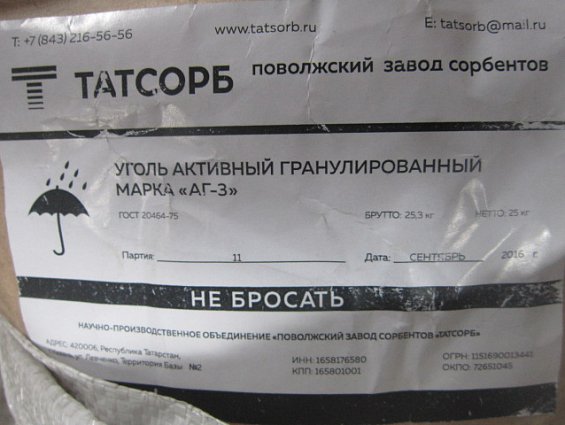 Т: +7 (843) 216-56-56
www.tatsorb.ru
E: tatsorb@mail.ru
ТАТСОРБ
ПОВОЛЖСКИЙ ЗАВОД СОРБЕНТОВ
УГОЛЬ АКТИВНЫЙ ГРАНУЛИРОВАННЫЙ
МАРКА «АГ-3»
ГОСТ 20464-75
БРУТТО: 25,3 кг
НЕТТО: 25 кг
Партия: 11
Дата: СЕНТЯБРЬ 2016 г.
НЕ БРОСАТЬ
НАУЧНО-ПРОИЗВОДСТВЕННОЕ ОБЪЕДИНЕНИЕ «ПОВОЛЖСКИЙ ЗАВОД СОРБЕНТОВ «ТАТСОРБ»
АДРЕС: 420006, Республика Татарстан,
ул. Левченко, Территория Базы №2
ИНН: 1658176580
КПП: 165801001
ОГРН: 1151690013441
ОКПО: 72651045